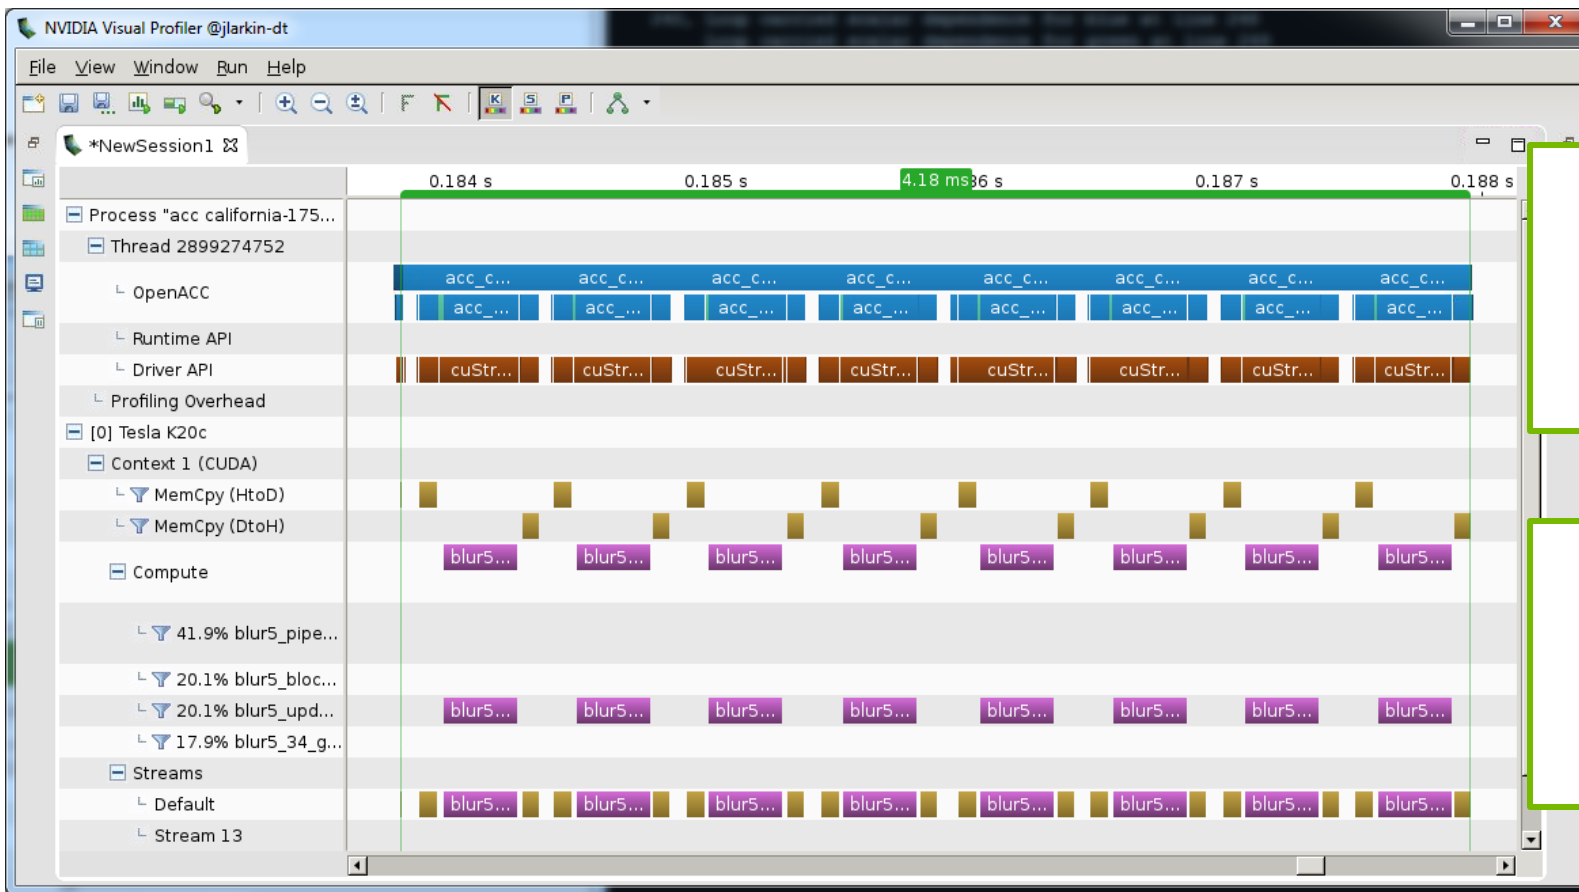 NVIDIA Visual Profiler @jlarkin-dt
File View Window Run Help
K S P
*NewSession1
0.184 s 0.185 s 4.18 ms 36 s 0.187 s 0.188 s
Process "acc california-175...
Thread 2899274752
OpenACC
acc_c... acc_c... acc_c... acc_c... acc_c... acc_c... acc_c... acc_c...
acc_... acc_... acc_... acc_... acc_... acc_... acc_... acc_...
Runtime API
Driver API cuStr... cuStr... cuStr... cuStr... cuStr... cuStr... cuStr... cuStr...
Profiling Overhead
[0] Tesla K20c
Context 1 (CUDA)
MemCpy (HtoD)
MemCpy (DtoH)
Compute blur5... blur5... blur5... blur5... blur5... blur5... blur5... blur5...
41.9% blur5_pipe...
20.1% blur5_bloc...
20.1% blur5_upd... blur5... blur5... blur5... blur5... blur5... blur5... blur5... blur5...
17.9% blur5_34_g...
Streams
Default blur5... blur5... blur5... blur5... blur5... blur5... blur5... blur5...
Stream 13